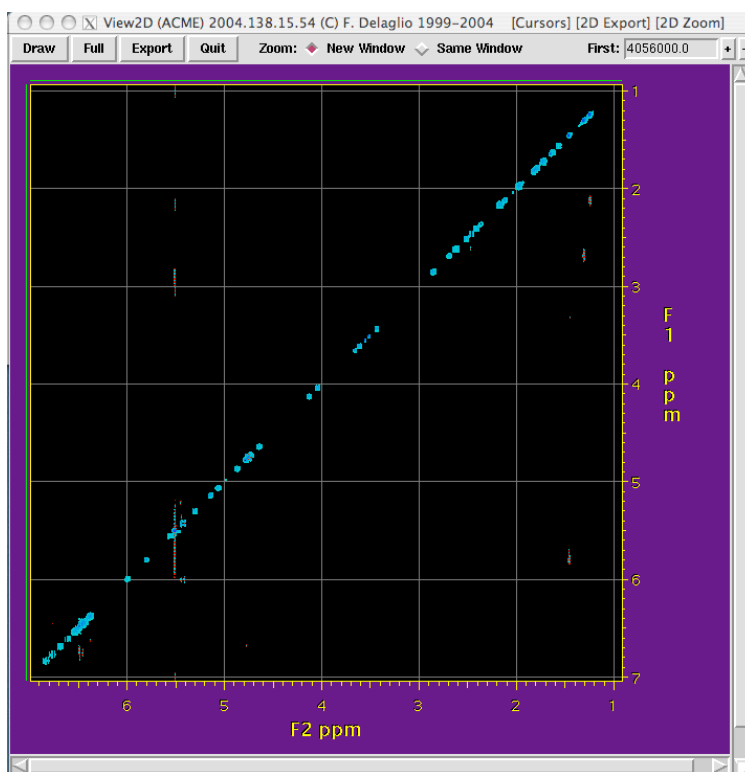 View2D (ACME) 2004.138.15.54 (C) F. Delaglio 1999-2004 [Cursors] [2D Export] [2D Zoom]
Draw Full Export Quit Zoom: New Window Same Window First: 4056000.0 + -
1
2
3
4
5
6
7
F1 ppm
6 5 4 3 2 1
F2 ppm